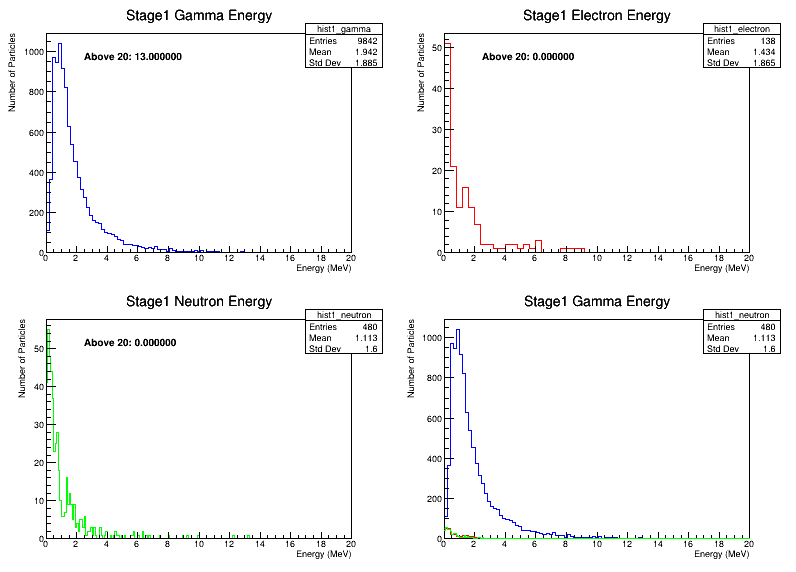 Stage1 Gamma Energy
hist1_gamma
Entries 9842
Mean 1.942
Std Dev 1.885
Above 20: 13.000000
Number of Particles
1000
800
600
400
200
0
0 2 4 6 8 10 12 14 16 18 20
Energy (MeV)
Stage1 Electron Energy
hist1_electron
Entries 138
Mean 1.434
Std Dev 1.865
Above 20: 0.000000
Number of Particles
50
40
30
20
10
0
0 2 4 6 8 10 12 14 16 18 20
Energy (MeV)
Stage1 Neutron Energy
hist1_neutron
Entries 480
Mean 1.113
Std Dev 1.6
Above 20: 0.000000
Number of Particles
50
40
30
20
10
0
0 2 4 6 8 10 12 14 16 18 20
Energy (MeV)
Stage1 Gamma Energy
hist1_neutron
Entries 480
Mean 1.113
Std Dev 1.6
Number of Particles
1000
800
600
400
200
0
0 2 4 6 8 10 12 14 16 18 20
Energy (MeV)